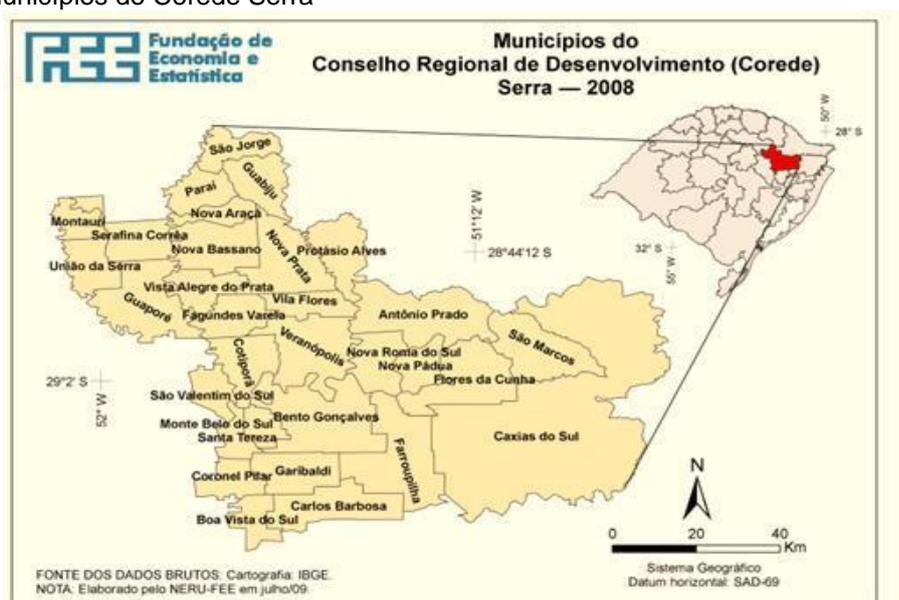 Municípios do Corede Serra
FEE Fundação de
Economia e
Estatística
Municípios do
Conselho Regional de Desenvolvimento (Corede)
Serra — 2008
50° W
28° S
São Jorge
Guabiju
Paraí
Nova Araçá
Montauri
Serafina Corrêa
Nova Bassano
Nova Prata
Protásio Alves
51°12' W
28°44'12 S
32° S
55° W
União da Serra
Vista Alegre do Prata
Vila Flores
Guaporé
Fagundes Varela
Antônio Prado
Veranópolis
São Marcos
Cotiporã
Nova Roma do Sul
Nova Pádua
Flores da Cunha
29°2' S
52° W
São Valentim do Sul
Monte Belo do Sul
Santa Tereza
Bento Gonçalves
Caxias do Sul
Farroupilha
Coronel Pilar
Garibaldi
Carlos Barbosa
Boa Vista do Sul
N
0 20 40
Km
Sistema Geográfico
Datum horizontal: SAD-69
FONTE DOS DADOS BRUTOS: Cartografia: IBGE.
NOTA: Elaborado pelo NERU-FEE em julho/09.